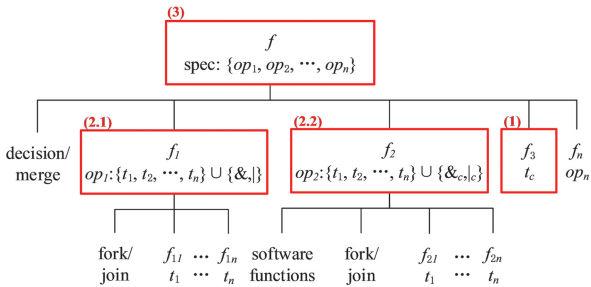 (3)
f
spec: {op₁, op₂, ⋯, opₙ}
(2.1) (2.2) (1)
decision/ f₁ f₂ f₃ fₙ
merge op₁:{t₁, t₂, ⋯, tₙ} ∪ {&,|} op₂:{t₁, t₂, ⋯, tₙ} ∪ {&c,|c} t_c opₙ
fork/ f₁₁ ⋯ f₁ₙ software fork/ f₂₁ ⋯ f₂ₙ
join t₁ ⋯ tₙ functions join t₁ ⋯ tₙ